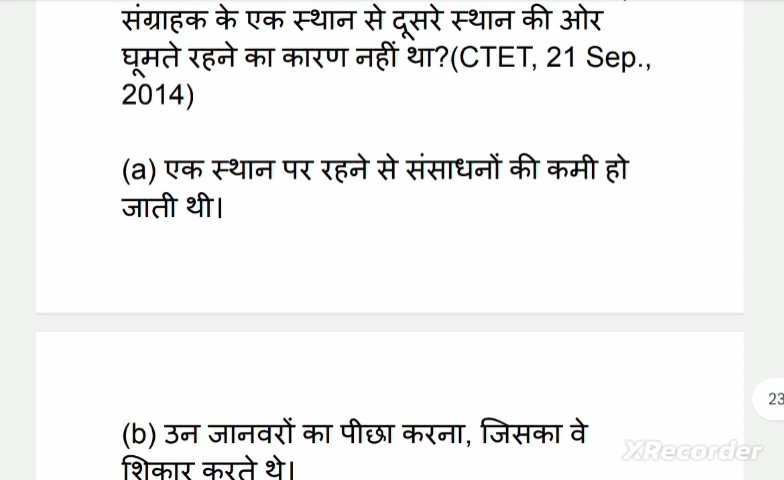 संग्राहक के एक स्थान से दूसरे स्थान की ओर
घूमते रहने का कारण नहीं था?(CTET, 21 Sep.,
2014)
(a) एक स्थान पर रहने से संसाधनों की कमी हो
जाती थी।
23
(b) उन जानवरों का पीछा करना, जिसका वे
शिकार करते थे।
XRecorder